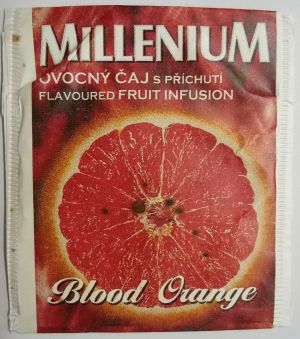 MILLENIUM
OVOCNÝ ČAJ S PŘÍCHUTÍ
FLAVOURED FRUIT INFUSION
Blood Orange